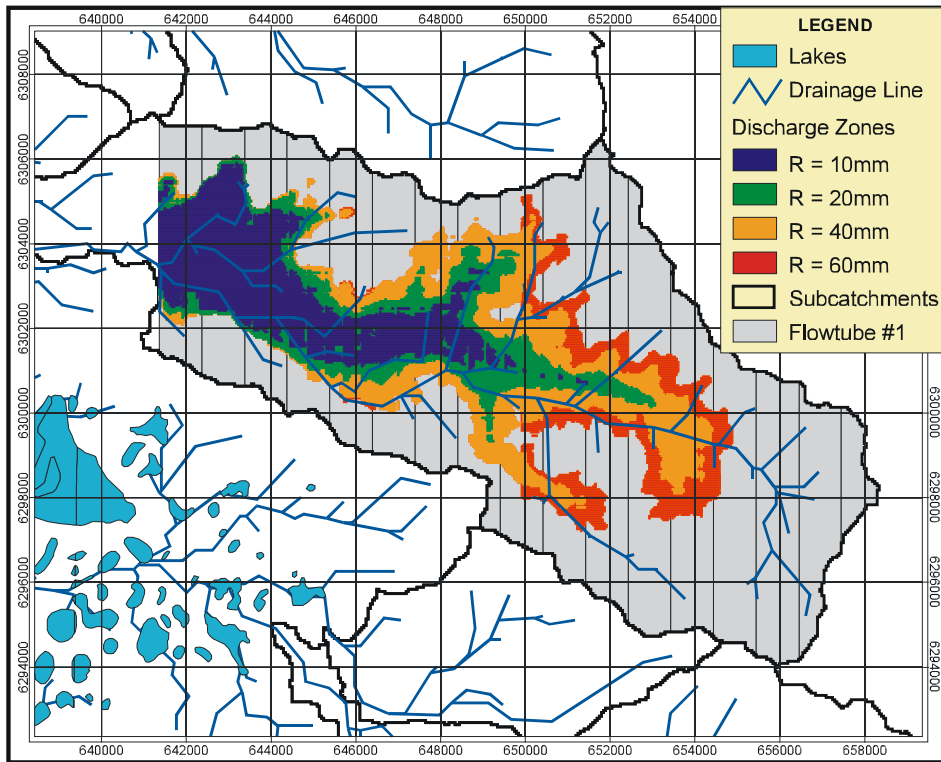 640000 642000 644000 646000 648000 650000 652000 654000
LEGEND
Lakes
Drainage Line
Discharge Zones
R = 10mm
R = 20mm
R = 40mm
R = 60mm
Subcatchments
Flowtube #1
6308000
6306000
6304000
6302000
6300000
6298000
6296000
6294000
6300000
6298000
6296000
6294000
640000 642000 644000 646000 648000 650000 652000 654000 656000 658000